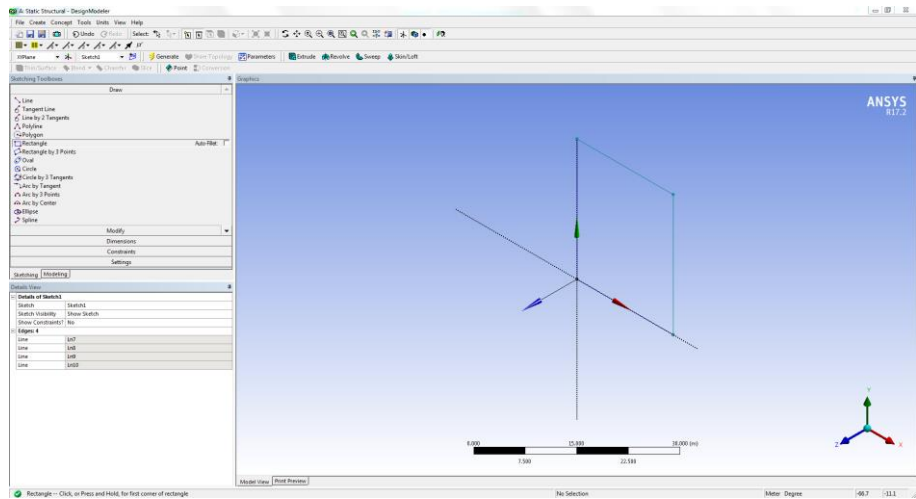 A: Static Structural - DesignModeler
File Create Concept Tools Units View Help
Undo Redo Select:
XYPlane Sketch1 Generate Share Topology Parameters Extrude Revolve Sweep Skin/Loft
Thin/Surface Blend Chamfer Slice Point Conversion
Sketching Toolboxes
Draw
Line
Tangent Line
Line by 2 Tangents
Polyline
Polygon
Rectangle Auto-Fillet:
Rectangle by 3 Points
Oval
Circle
Circle by 3 Tangents
Arc by Tangent
Arc by 3 Points
Arc by Center
Ellipse
Spline
Modify
Dimensions
Constraints
Settings
Sketching Modeling
Details View
Details of Sketch1
Sketch Sketch1
Sketch Visibility Show Sketch
Show Constraints? No
Edges: 4
Line Ln7
Line Ln8
Line Ln9
Line Ln10
Graphics
ANSYS
R17.2
0.000 15.000 30.000 (m)
7.500 22.500
Y
Z
X
Model View Print Preview
Rectangle -- Click, or Press and Hold, for first corner of rectangle No Selection Meter Degree -66.7 -11.1